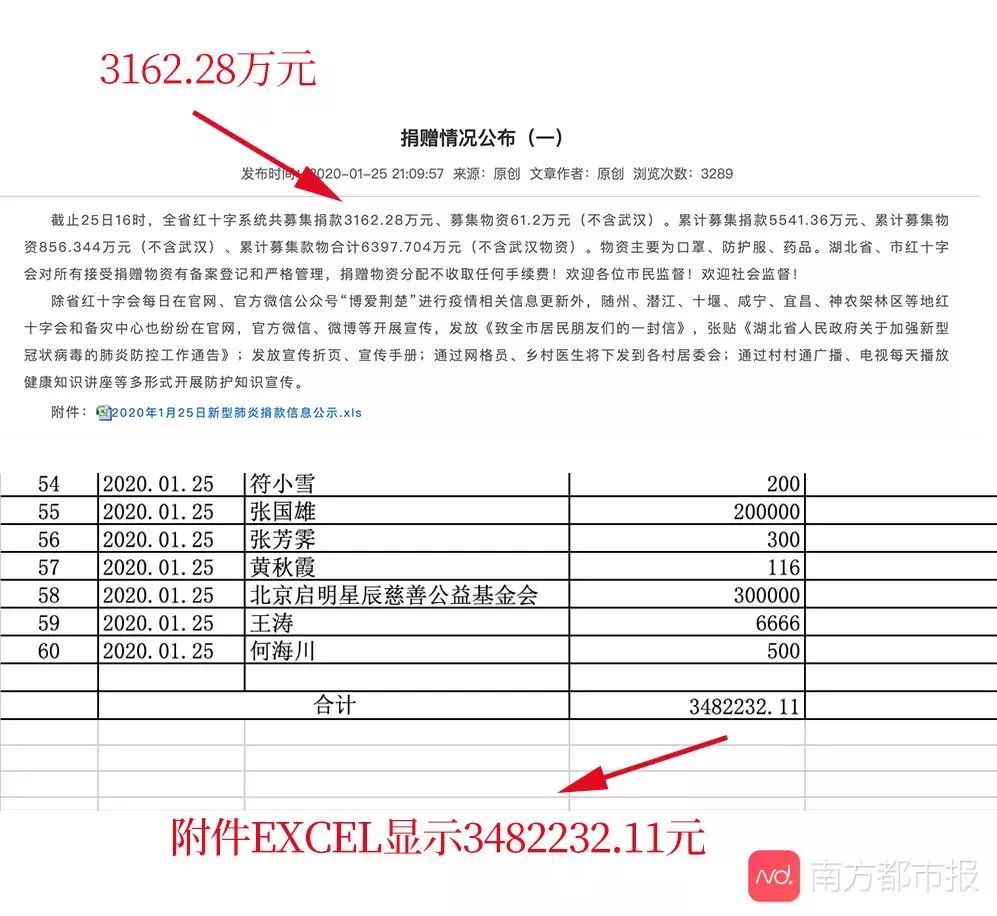 3162.28万元
捐赠情况公布（一）
发布时间：2020-01-25 21:09:57 来源：原创 文章作者：原创 浏览次数：3289
截止25日16时，全省红十字系统共募集捐款3162.28万元、募集物资61.2万元（不含武汉）。累计募集捐款5541.36万元、累计募集物
资856.344万元（不含武汉）、累计募集款物合计6397.704万元（不含武汉物资）。物资主要为口罩、防护服、药品。湖北省、市红十字
会对所有接受捐赠物资有备案登记和严格管理，捐赠物资分配不收取任何手续费！欢迎各位市民监督！欢迎社会监督！
除省红十字会每日在官网、官方微信公众号“博爱荆楚”进行疫情相关信息更新外，随州、潜江、十堰、咸宁、宜昌、神农架林区等地红
十字会和备灾中心也纷纷在官网，官方微信、微博等开展宣传，发放《致全市居民朋友们的一封信》，张贴《湖北省人民政府关于加强新型
冠状病毒的肺炎防控工作通告》；发放宣传折页、宣传手册；通过网格员、乡村医生将下发到各村居委会；通过村村通广播、电视每天播放
健康知识讲座等多形式开展防护知识宣传。
附件：2020年1月25日新型肺炎捐款信息公示.xls
54 2020.01.25 符小雪 200
55 2020.01.25 张国雄 200000
56 2020.01.25 张芳霁 300
57 2020.01.25 黄秋霞 116
58 2020.01.25 北京启明星辰慈善公益基金会 300000
59 2020.01.25 王涛 6666
60 2020.01.25 何海川 500
合计 3482232.11
附件EXCEL显示3482232.11元
nd. 南方都市报